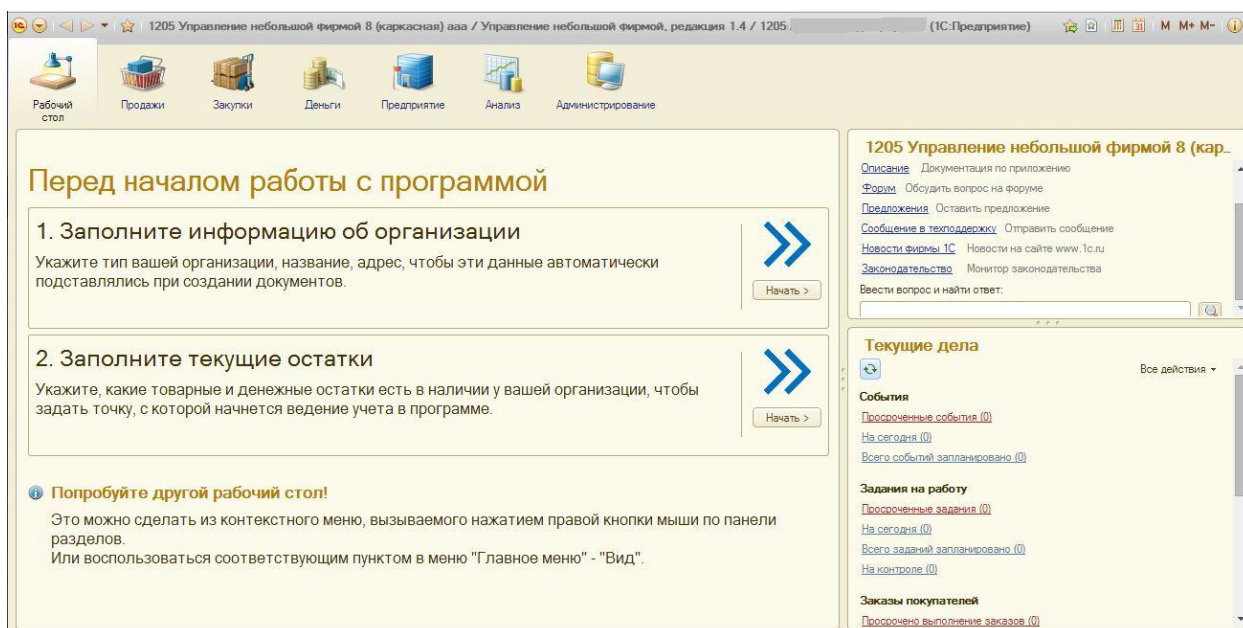 1205 Управление небольшой фирмой 8 (каркасная) ааа / Управление небольшой фирмой, редакция 1.4 / 1205 (1С:Предприятие) M M+ M-
Рабочий стол
Продажи
Закупки
Деньги
Предприятие
Анализ
Администрирование
Перед началом работы с программой
1. Заполните информацию об организации
Укажите тип вашей организации, название, адрес, чтобы эти данные автоматически
подставлялись при создании документов.
Начать >
2. Заполните текущие остатки
Укажите, какие товарные и денежные остатки есть в наличии у вашей организации, чтобы
задать точку, с которой начнется ведение учета в программе.
Начать >
Попробуйте другой рабочий стол!
Это можно сделать из контекстного меню, вызываемого нажатием правой кнопки мыши по панели
разделов.
Или воспользоваться соответствующим пунктом в меню "Главное меню" - "Вид".
1205 Управление небольшой фирмой 8 (кар...
Описание Документация по приложению
Форум Обсудить вопрос на форуме
Предложения Оставить предложение
Сообщение в техподдержку Отправить сообщение
Новости фирмы 1С Новости на сайте www.1c.ru
Законодательство Монитор законодательства
Ввести вопрос и найти ответ:
Текущие дела
Все действия
События
Просроченные события (0)
На сегодня (0)
Всего событий запланировано (0)
Задания на работу
Просроченные задания (0)
На сегодня (0)
Всего заданий запланировано (0)
На контроле (0)
Заказы покупателей
Просрочено выполнение заказов (0)